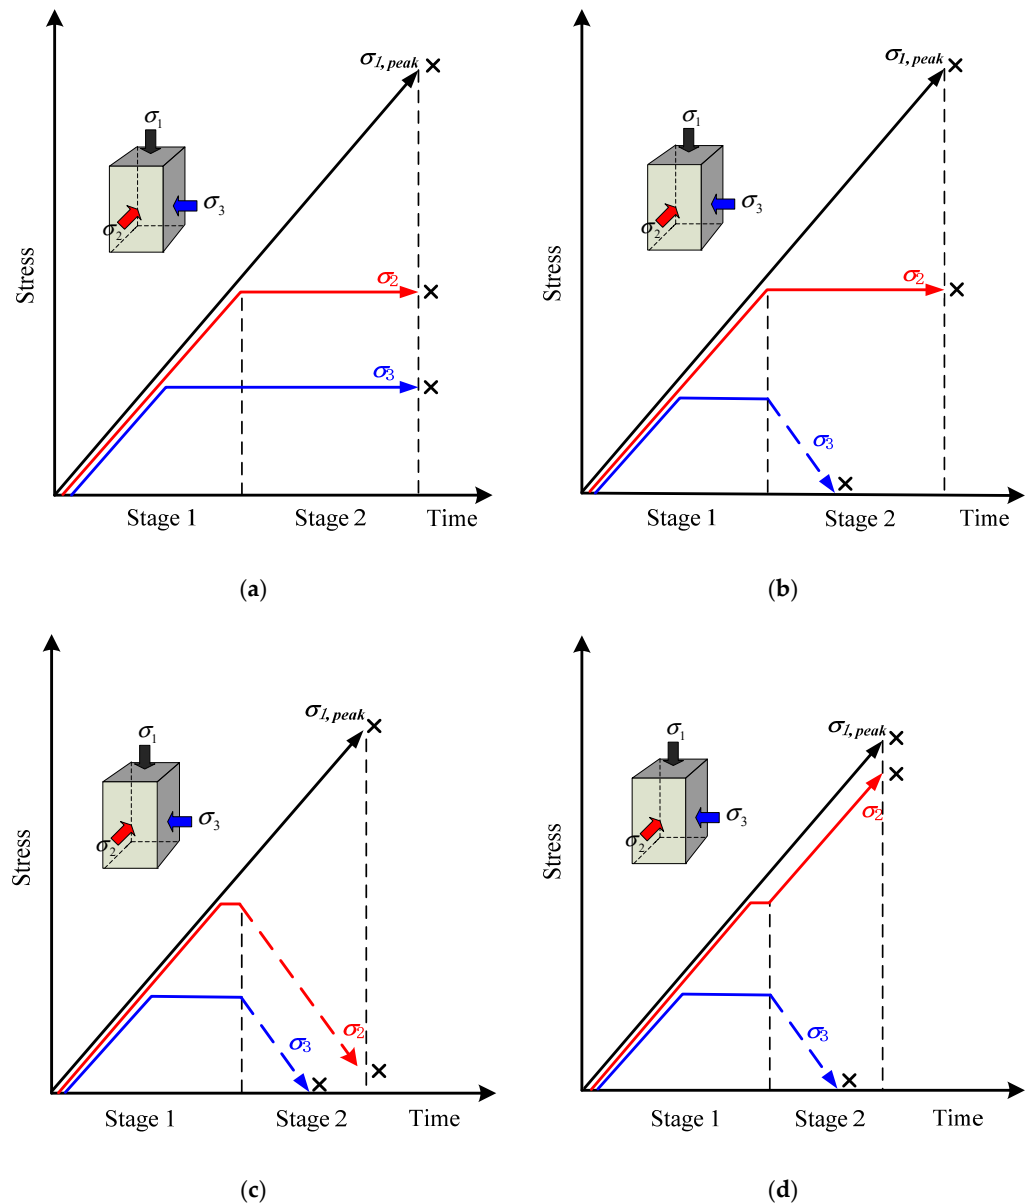 σ1, peak
σ1
σ3
σ2
Stress
σ2
σ3
Stage 1 Stage 2 Time
(a)
σ1, peak
σ1
σ3
σ2
Stress
σ2
σ3
Stage 1 Stage 2 Time
(b)
σ1, peak
σ1
σ3
σ2
Stress
σ2
σ3
Stage 1 Stage 2 Time
(c)
σ1, peak
σ1
σ3
σ2
Stress
σ2
σ3
Stage 1 Stage 2 Time
(d)